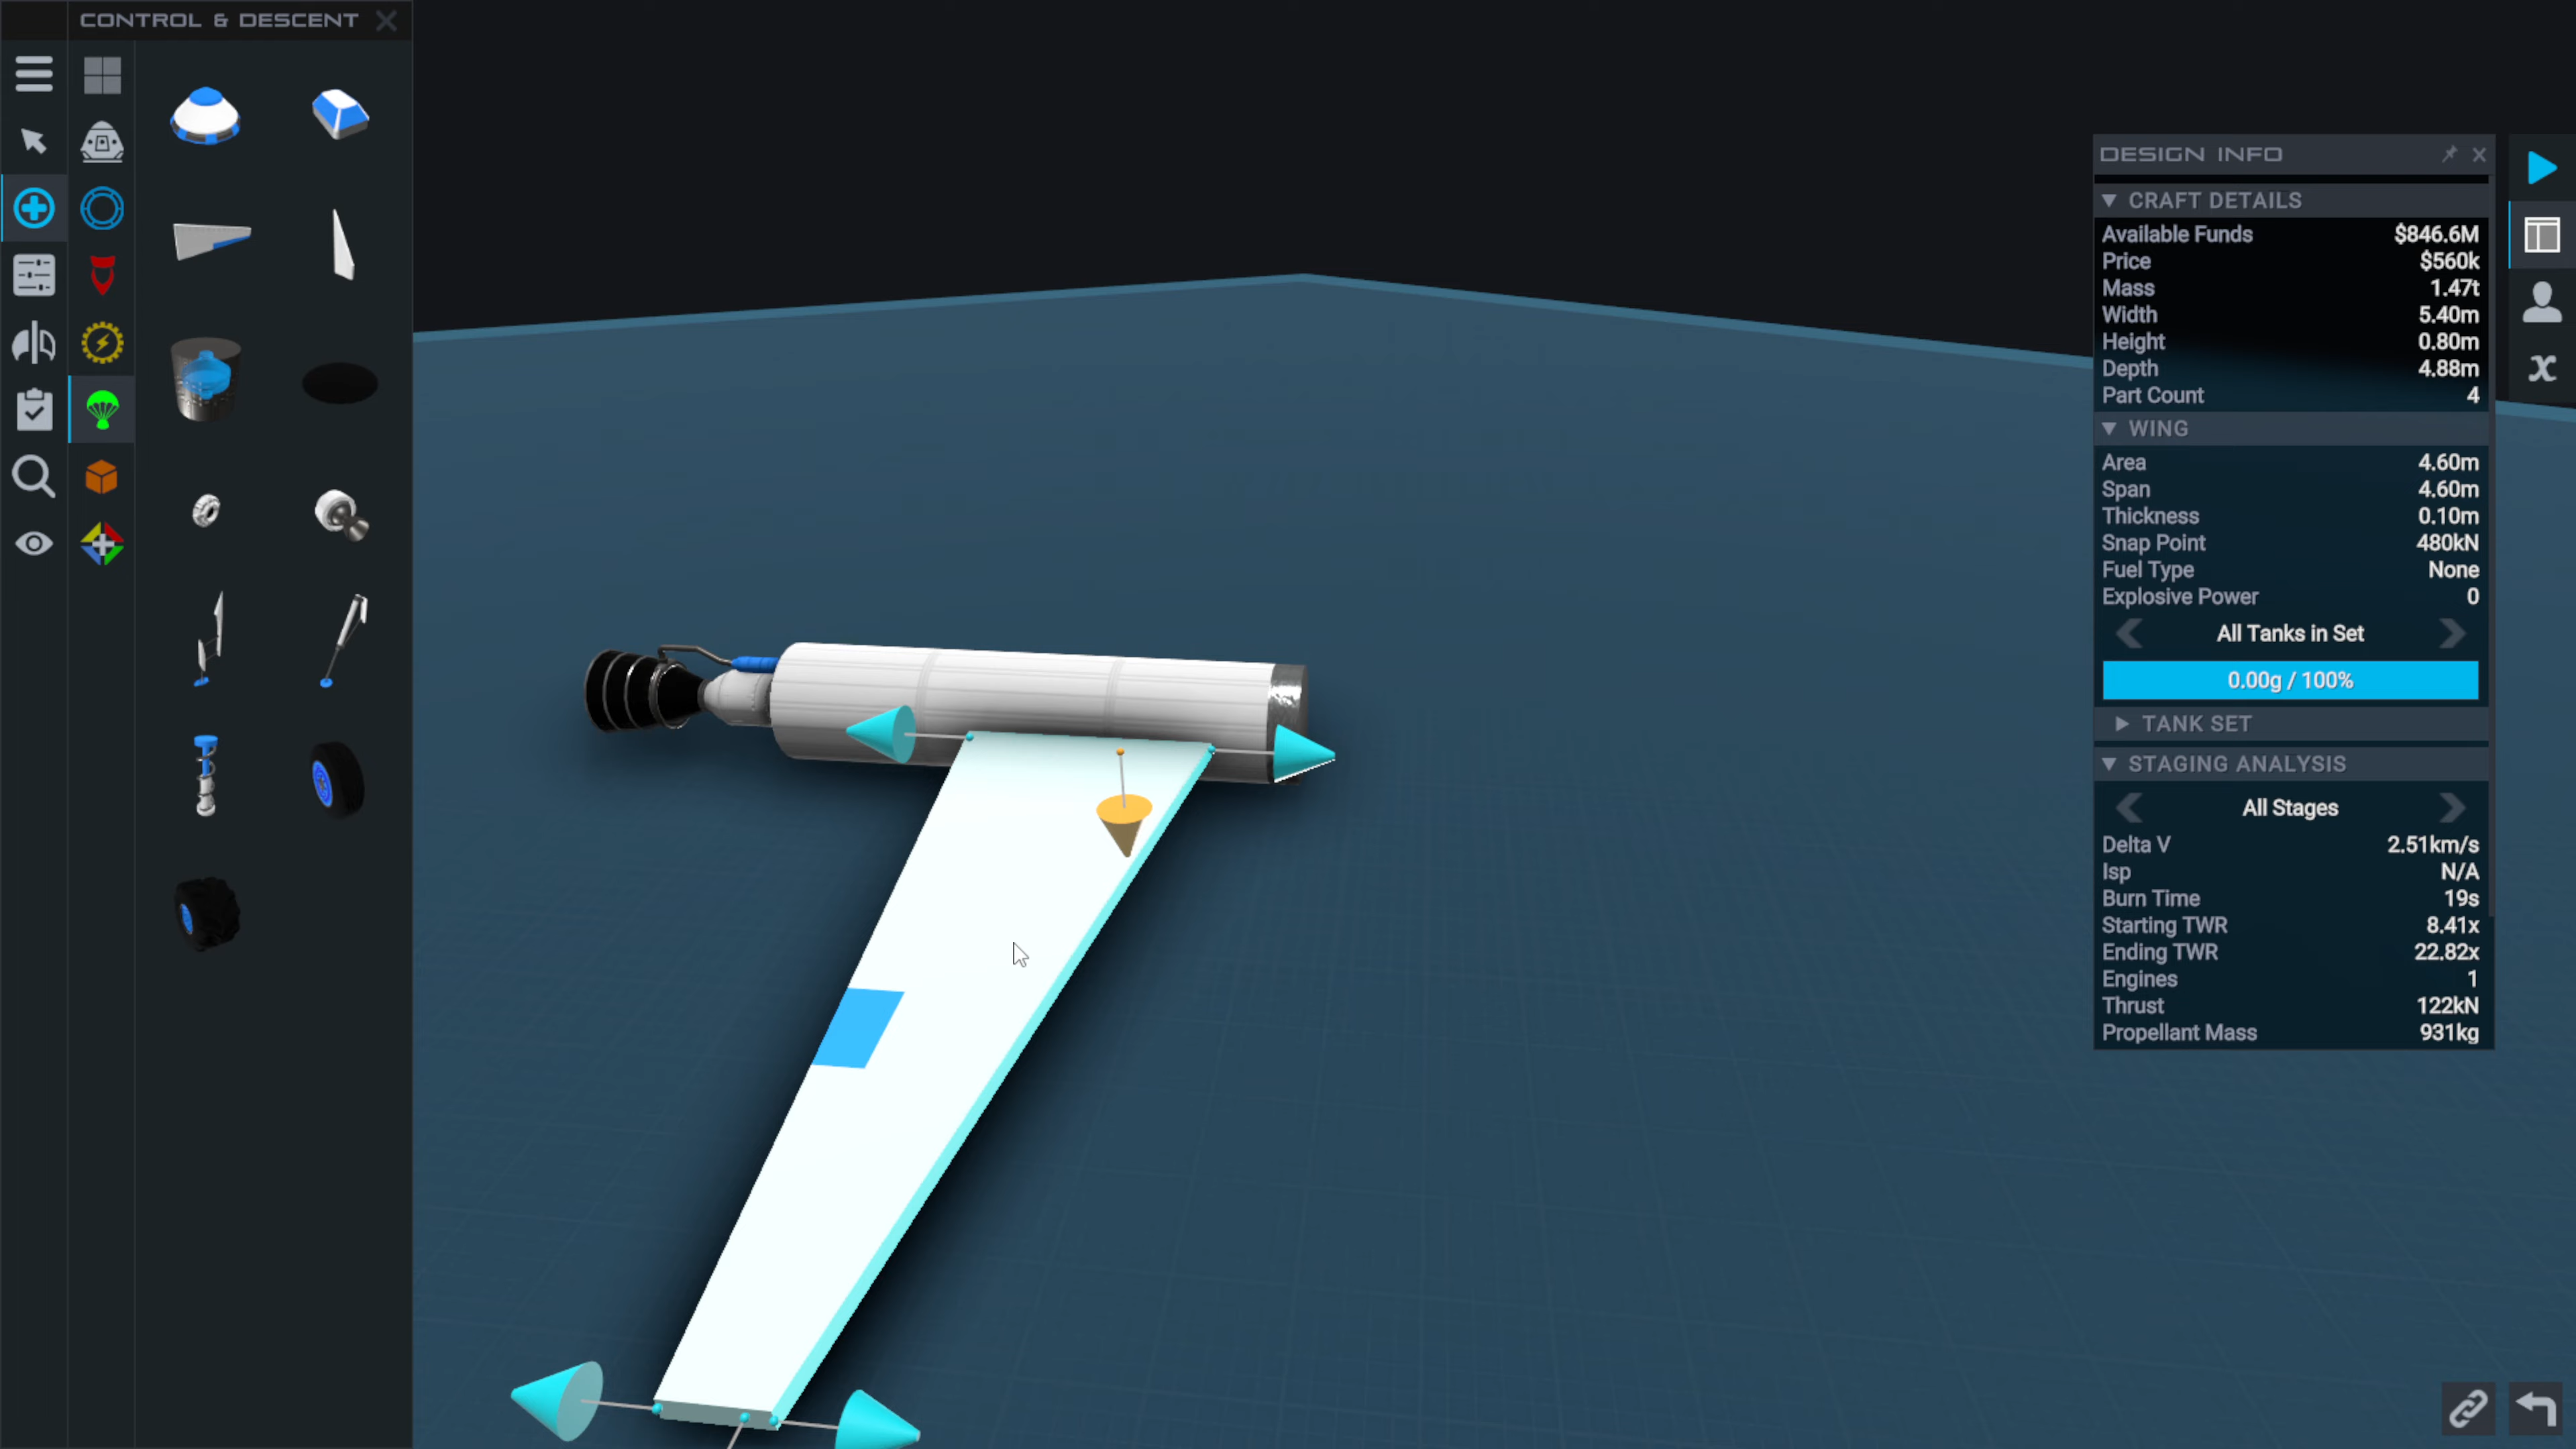 CONTROL & DESCENT
DESIGN INFO
CRAFT DETAILS
Available Funds $846.6M
Price $560k
Mass 1.47t
Width 5.40m
Height 0.80m
Depth 4.88m
Part Count 4
WING
Area 4.60m
Span 4.60m
Thickness 0.10m
Snap Point 480kN
Fuel Type None
Explosive Power 0
All Tanks in Set
0.00g / 100%
TANK SET
STAGING ANALYSIS
All Stages
Delta V 2.51km/s
Isp N/A
Burn Time 19s
Starting TWR 8.41x
Ending TWR 22.82x
Engines 1
Thrust 122kN
Propellant Mass 931kg